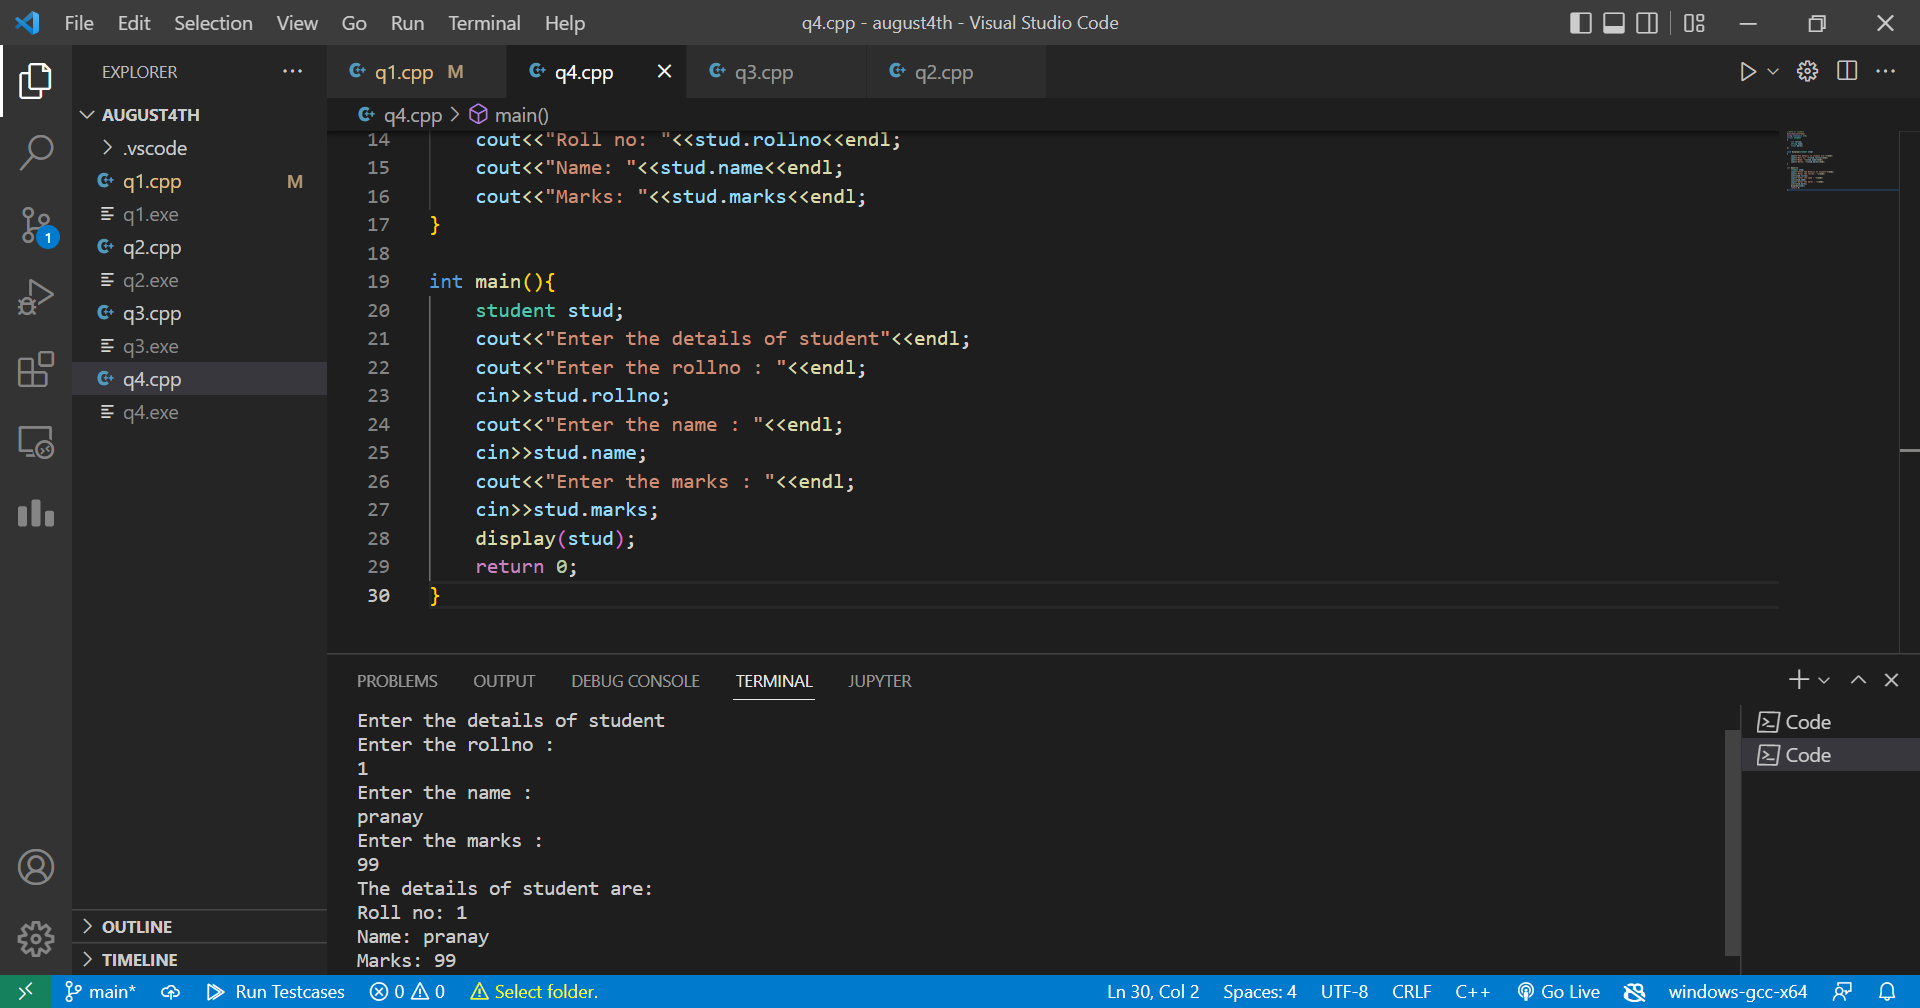 File Edit Selection View Go Run Terminal Help q4.cpp - august4th - Visual Studio Code
EXPLORER
AUGUST4TH
.vscode
q1.cpp M
q1.exe
q2.cpp
q2.exe
q3.cpp
q3.exe
q4.cpp
q4.exe
OUTLINE
TIMELINE
1
q1.cpp M q4.cpp q3.cpp q2.cpp
q4.cpp > main()
14 cout<<"Roll no: "<<stud.rollno<<endl;
15 cout<<"Name: "<<stud.name<<endl;
16 cout<<"Marks: "<<stud.marks<<endl;
17 }
18
19 int main(){
20 student stud;
21 cout<<"Enter the details of student"<<endl;
22 cout<<"Enter the rollno : "<<endl;
23 cin>>stud.rollno;
24 cout<<"Enter the name : "<<endl;
25 cin>>stud.name;
26 cout<<"Enter the marks : "<<endl;
27 cin>>stud.marks;
28 display(stud);
29 return 0;
30 }
PROBLEMS OUTPUT DEBUG CONSOLE TERMINAL JUPYTER
Enter the details of student
Enter the rollno :
1
Enter the name :
pranay
Enter the marks :
99
The details of student are:
Roll no: 1
Name: pranay
Marks: 99
Code
Code
main* Run Testcases 0 0 Select folder. Ln 30, Col 2 Spaces: 4 UTF-8 CRLF C++ Go Live windows-gcc-x64